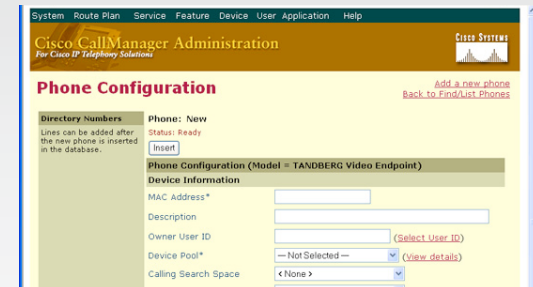 System Route Plan Service Feature Device User Application Help
Cisco CallManager Administration
For Cisco IP Telephony Solutions
CISCO SYSTEMS
Phone Configuration
Add a new phone
Back to Find/List Phones
Directory Numbers
Lines can be added after
the new phone is inserted
in the database.
Phone: New
Status: Ready
Insert
Phone Configuration (Model = TANDBERG Video Endpoint)
Device Information
MAC Address*
Description
Owner User ID
(Select User ID)
Device Pool*
— Not Selected —
(View details)
Calling Search Space
< None >